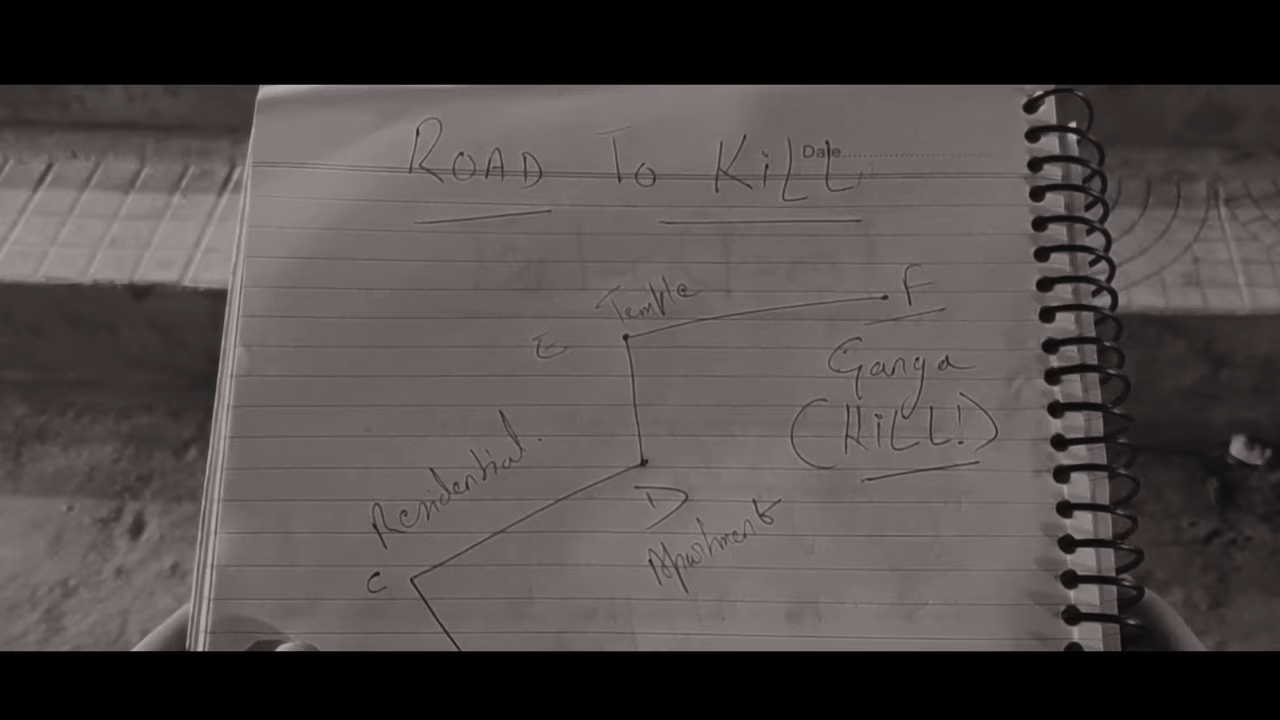 ROAD To KiLL
Date
Temple
F
E
Ganga
(KiLL!)
Residential.
D
Apartment
C